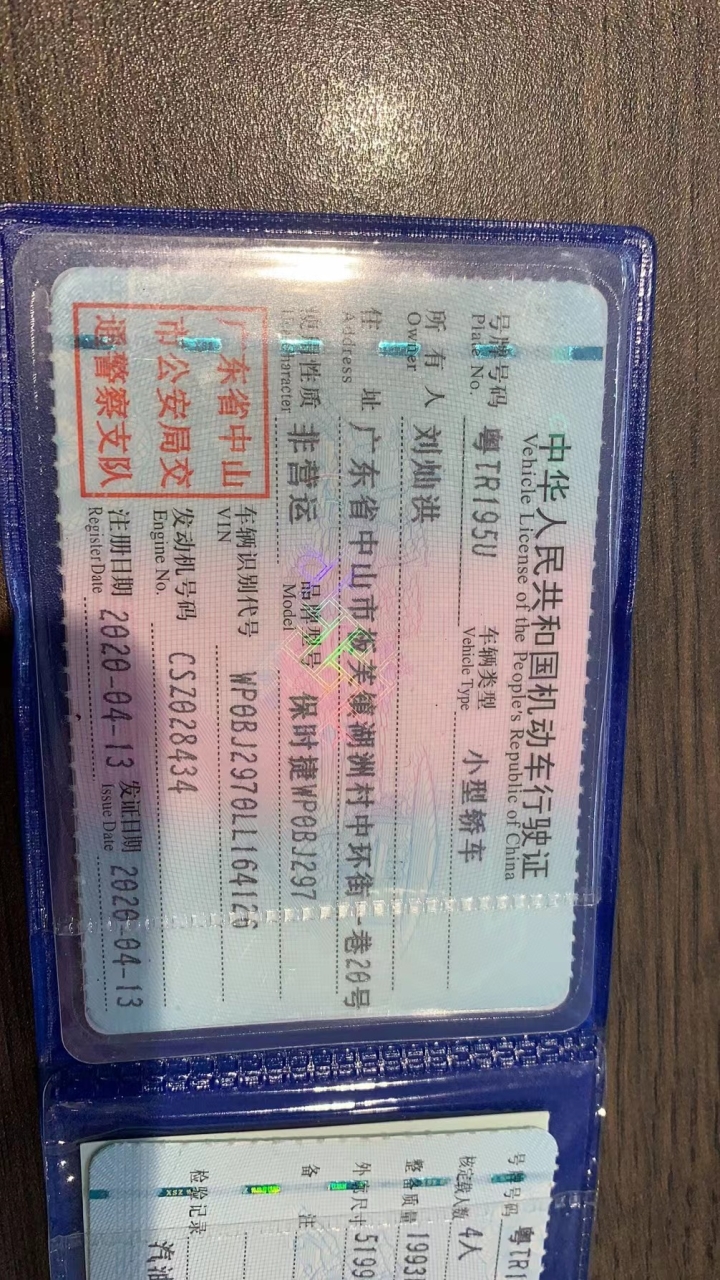 中华人民共和国机动车行驶证
Vehicle License of the People's Republic of China
号牌号码 粤TR195U 车辆类型 小型轿车
Plate No. Vehicle Type
所有人 刘灿洪
Owner
住址 广东省中山市板芙镇湖洲村中环街 巷20号
Address
使用性质 非营运 品牌型号 保时捷WP0BJ297
Use Character Model
广东省中山
市公安局交
通警察支队
车辆识别代号 WP0BJ2970LL164126
VIN
发动机号码 CSZ028434
Engine No.
注册日期 2020-04-13 发证日期 2020-04-13
Register Date Issue Date
号牌号码 粤TR1
核定载人数 4人
整备质量 1993
外廓尺寸 5199
备注
检验记录
汽油